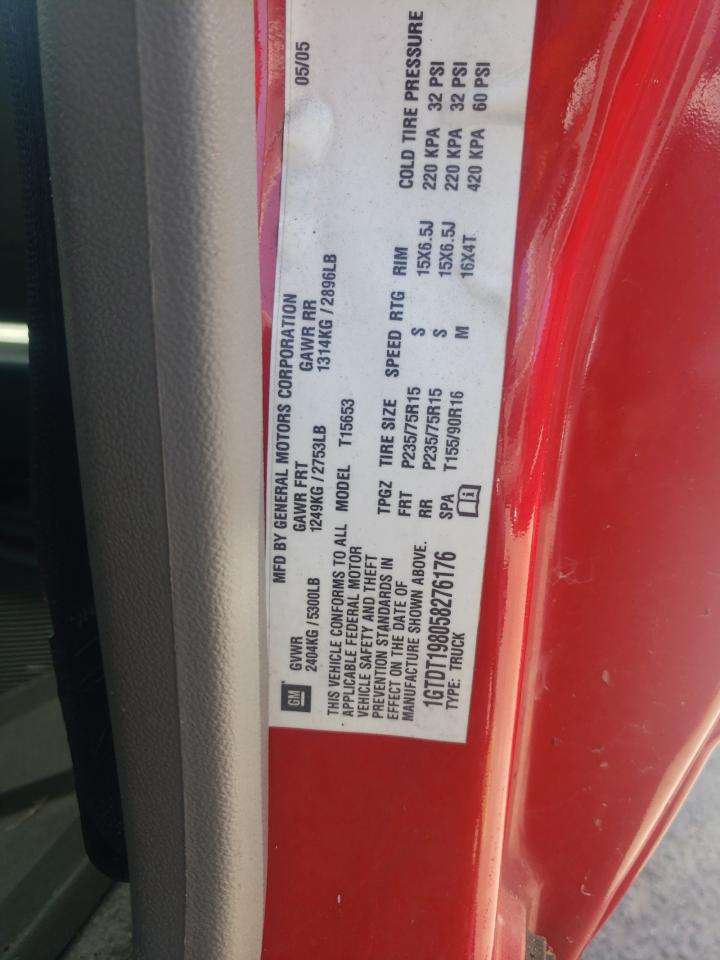 MFD BY GENERAL MOTORS CORPORATION 05/05
GVWR GAWR FRT GAWR RR
2404KG/5300LB 1249KG/2753LB 1314KG/2896LB
GM
THIS VEHICLE CONFORMS TO ALL
APPLICABLE FEDERAL MOTOR
VEHICLE SAFETY AND THEFT
PREVENTION STANDARDS IN
EFFECT ON THE DATE OF
MANUFACTURE SHOWN ABOVE.
1GTDT198058276176
TYPE: TRUCK
MODEL T15653
TPGZ TIRE SIZE SPEED RTG RIM COLD TIRE PRESSURE
FRT P235/75R15 S 15X6.5J 220 KPA 32 PSI
RR P235/75R15 S 15X6.5J 220 KPA 32 PSI
SPA T155/90R16 M 16X4T 420 KPA 60 PSI